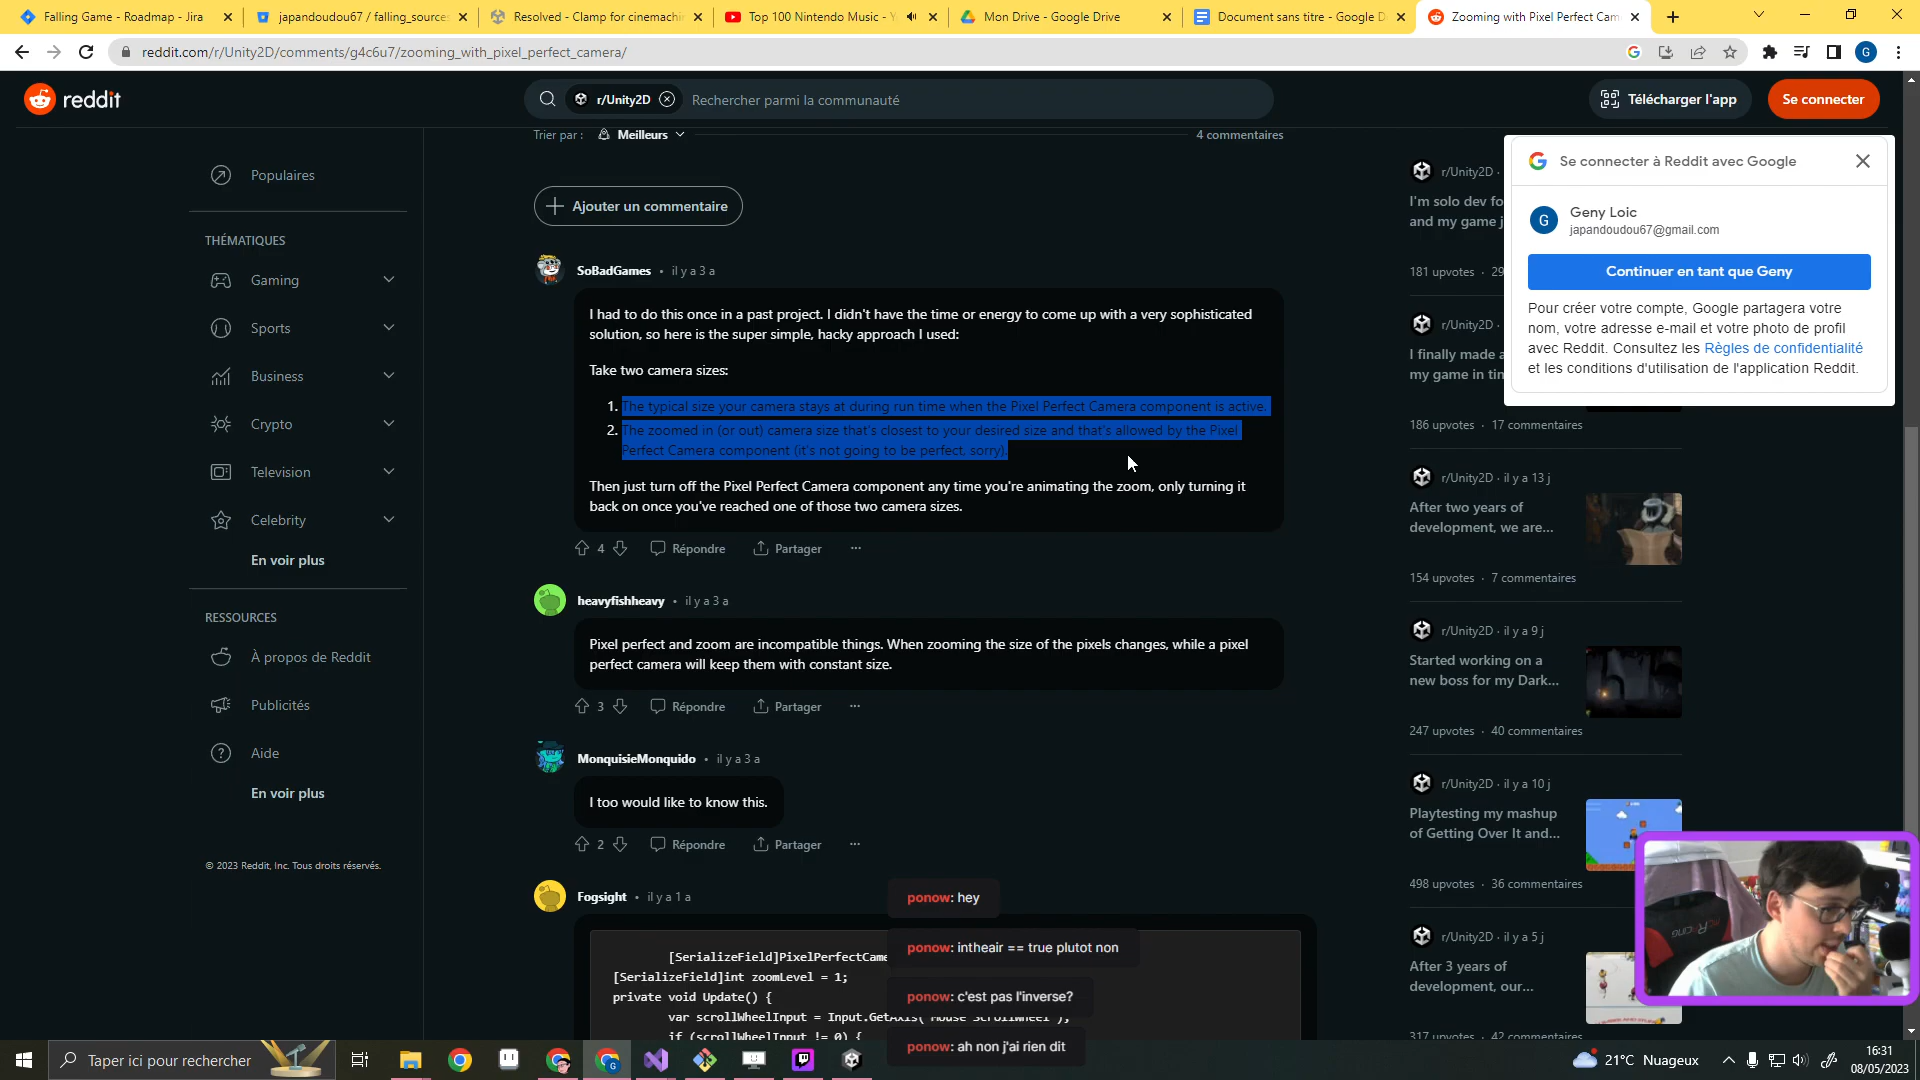 Falling Game - Roadmap - Jira
japandoudou67 / falling_source
Resolved - Clamp for cinemachin
Top 100 Nintendo Music - Y
Mon Drive - Google Drive
Document sans titre - Google D
Zooming with Pixel Perfect Cam
reddit.com/r/Unity2D/comments/g4c6u7/zooming_with_pixel_perfect_camera/
G
reddit
r/Unity2D
Rechercher parmi la communauté
Télécharger l'app
Se connecter
Trier par :
Meilleurs
4 commentaires
Populaires
THÉMATIQUES
Gaming
Sports
Business
Crypto
Television
Celebrity
En voir plus
RESSOURCES
À propos de Reddit
Publicités
Aide
En voir plus
© 2023 Reddit, Inc. Tous droits réservés.
Ajouter un commentaire
SoBadGames • il y a 3 a
I had to do this once in a past project. I didn't have the time or energy to come up with a very sophisticated
solution, so here is the super simple, hacky approach I used:
Take two camera sizes:
1. The typical size your camera stays at during run time when the Pixel Perfect Camera component is active.
2. The zoomed in (or out) camera size that's closest to your desired size and that's allowed by the Pixel
Perfect Camera component (it's not going to be perfect, sorry).
Then just turn off the Pixel Perfect Camera component any time you're animating the zoom, only turning it
back on once you've reached one of those two camera sizes.
4 Répondre Partager ...
heavyfishheavy • il y a 3 a
Pixel perfect and zoom are incompatible things. When zooming the size of the pixels changes, while a pixel
perfect camera will keep them with constant size.
3 Répondre Partager ...
MonquisieMonquido • il y a 3 a
I too would like to know this.
2 Répondre Partager ...
Fogsight • il y a 1 a
[SerializeField]PixelPerfectCame
[SerializeField]int zoomLevel = 1;
private void Update() {
var scrollWheelInput = Input.GetAxis("Mouse ScrollWheel");
if (scrollWheelInput != 0) {
ponow: hey
ponow: intheair == true plutot non
ponow: c'est pas l'inverse?
ponow: ah non j'ai rien dit
Se connecter à Reddit avec Google
G
Geny Loic
japandoudou67@gmail.com
Continuer en tant que Geny
Pour créer votre compte, Google partagera votre
nom, votre adresse e-mail et votre photo de profil
avec Reddit. Consultez les Règles de confidentialité
et les conditions d'utilisation de l'application Reddit.
r/Unity2D ·
I'm solo dev fo
and my game j
181 upvotes · 29
r/Unity2D ·
I finally made a
my game in tim
186 upvotes · 17 commentaires
r/Unity2D · il y a 13 j
After two years of
development, we are...
154 upvotes · 7 commentaires
r/Unity2D · il y a 9 j
Started working on a
new boss for my Dark...
247 upvotes · 40 commentaires
r/Unity2D · il y a 10 j
Playtesting my mashup
of Getting Over It and...
498 upvotes · 36 commentaires
r/Unity2D · il y a 5 j
After 3 years of
development, our...
317 upvotes · 42 commentaires
Taper ici pour rechercher
21°C Nuageux
16:31
08/05/2023